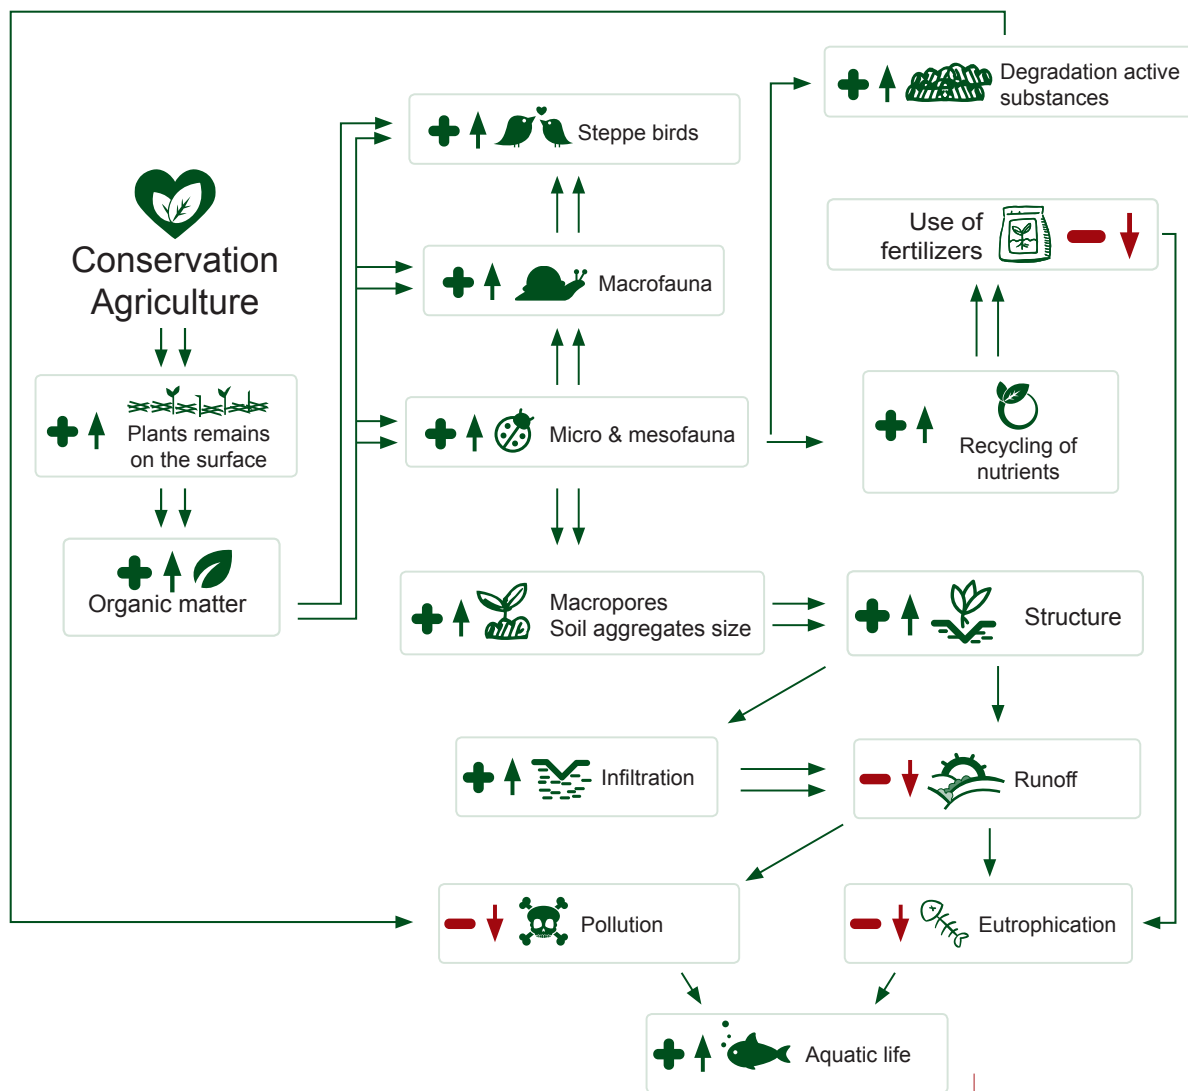 Degradation active
substances
Steppe birds
Use of
fertilizers
Conservation
Agriculture
Macrofauna
Plants remains
on the surface
Micro & mesofauna
Recycling of
nutrients
Organic matter
Macropores
Soil aggregates size
Structure
Infiltration
Runoff
Pollution
Eutrophication
Aquatic life